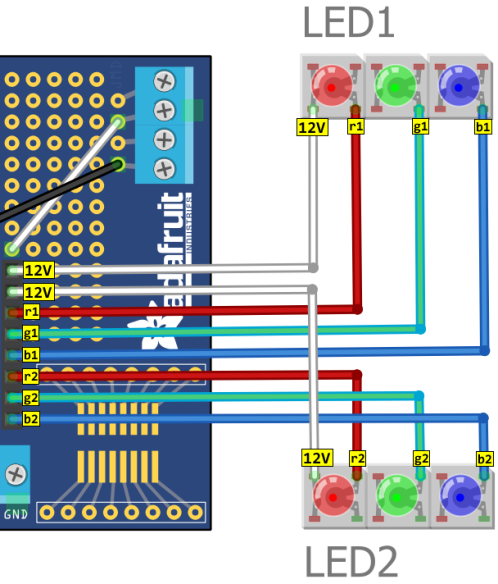 LED1
12V
r1
g1
b1
adafruit
INDUSTRIES
12V
12V
r1
g1
b1
r2
g2
b2
12V
r2
g2
b2
GND
LED2